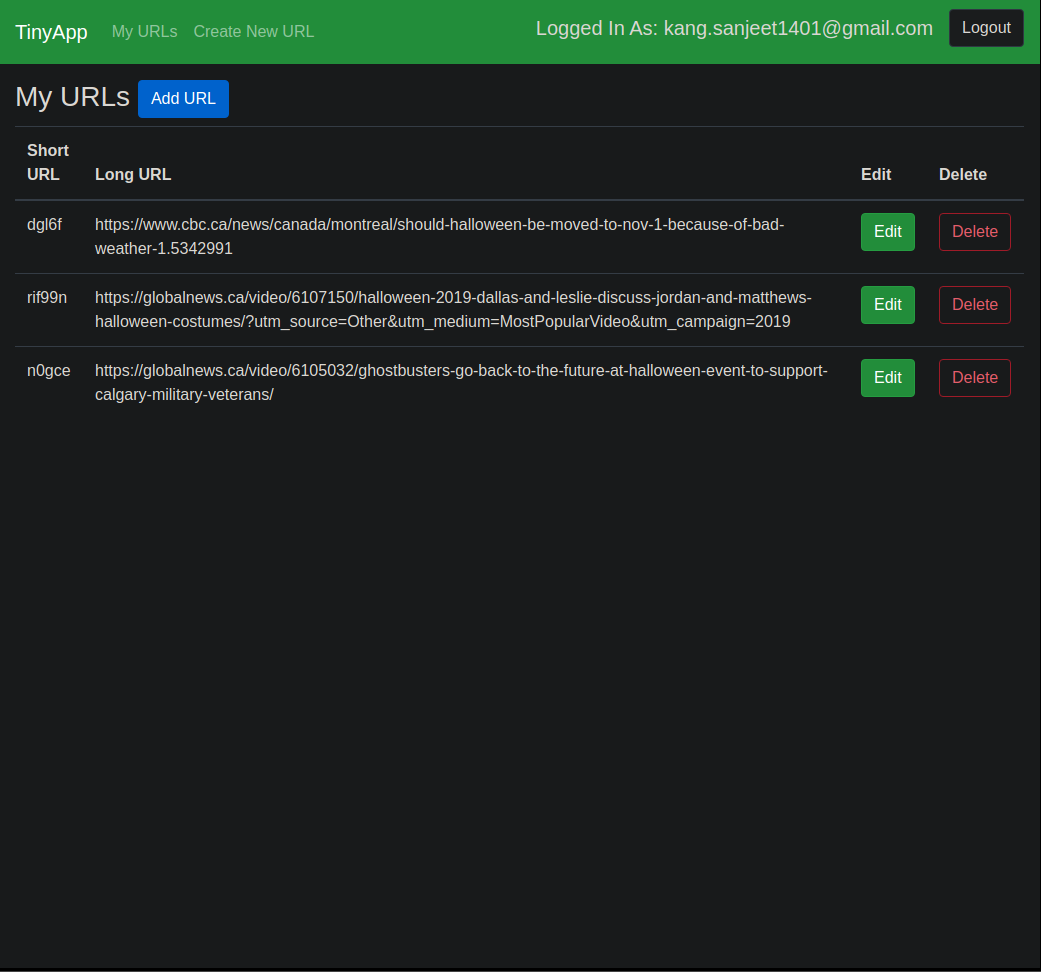 TinyApp My URLs Create New URL Logged In As: kang.sanjeet1401@gmail.com Logout
My URLs Add URL
Short
URL Long URL Edit Delete
dgl6f https://www.cbc.ca/news/canada/montreal/should-halloween-be-moved-to-nov-1-because-of-bad- Edit Delete
weather-1.5342991
rif99n https://globalnews.ca/video/6107150/halloween-2019-dallas-and-leslie-discuss-jordan-and-matthews- Edit Delete
halloween-costumes/?utm_source=Other&utm_medium=MostPopularVideo&utm_campaign=2019
n0gce https://globalnews.ca/video/6105032/ghostbusters-go-back-to-the-future-at-halloween-event-to-support- Edit Delete
calgary-military-veterans/